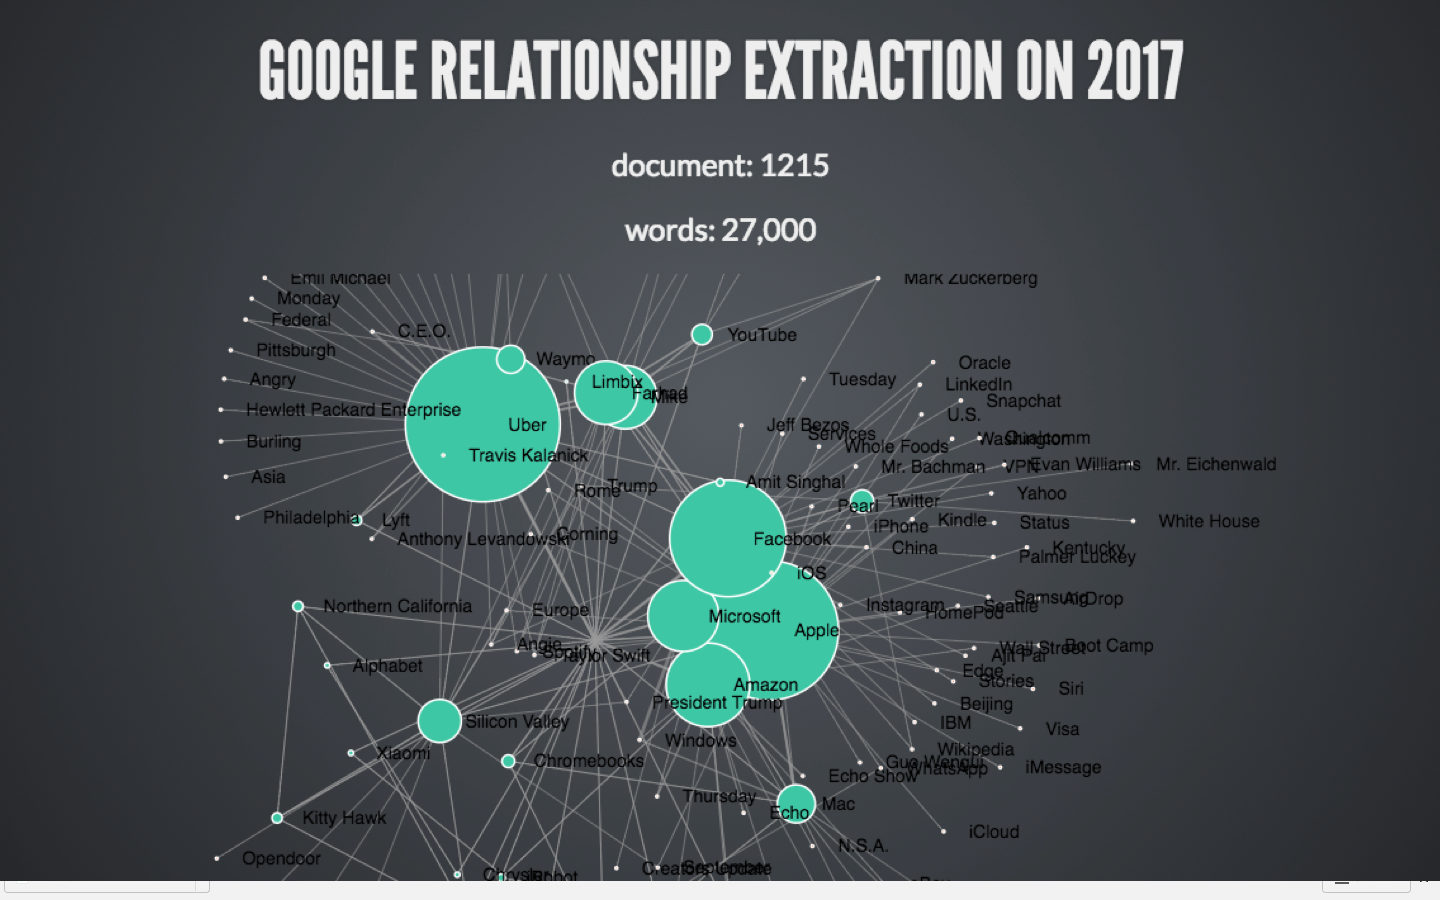 GOOGLE RELATIONSHIP EXTRACTION ON 2017
document: 1215
words: 27,000
Emil Michael
Mark Zuckerberg
Monday
Federal
C.E.O.
YouTube
Pittsburgh
Waymo
Oracle
Angry
Limbix
Tuesday
LinkedIn
Farhad
Mike
Snapchat
Hewlett Packard Enterprise
U.S.
Uber
Jeff Bezos
Services
Burling
Whole Foods
Washington
Qualcomm
Travis Kalanick
Mr. Bachman
VPN
Evan Williams
Mr. Eichenwald
Asia
Rome
Trump
Amit Singhal
Yahoo
Pearl
Twitter
Philadelphia
Lyft
iPhone
Kindle
Status
White House
Anthony Levandowski
Corning
Facebook
China
Kentucky
Palmer Luckey
iOS
Northern California
Europe
Instagram
HomePod
Seattle
Samsung
AirDrop
Microsoft
Apple
Angie
Spotify
Taylor Swift
Wall Street
Boot Camp
Ajit Pai
Alphabet
Edge
Stories
Siri
Amazon
President Trump
Beijing
Silicon Valley
IBM
Visa
Windows
Wikipedia
Xiaomi
Chromebooks
Guo Wengui
WhatsApp
iMessage
Echo Show
Thursday
Mac
Echo
Kitty Hawk
iCloud
N.S.A.
Opendoor
Creators Update
September
Chrysler
iRobot
eBay